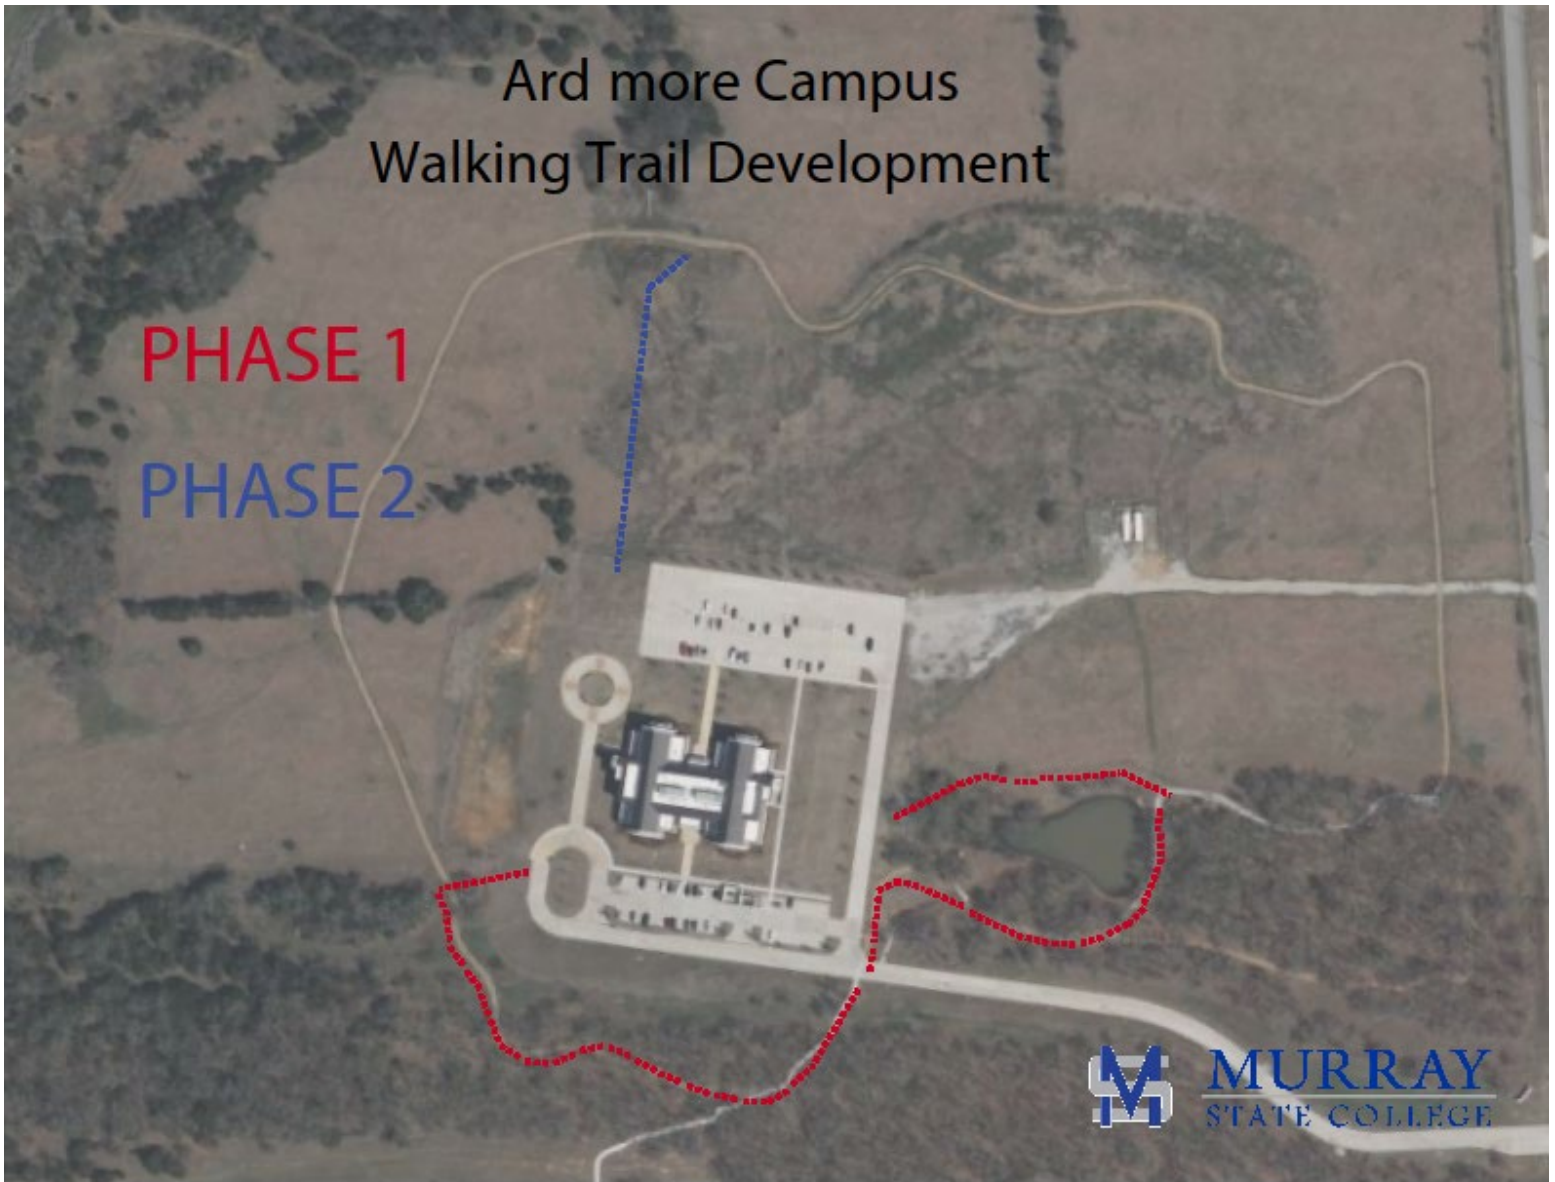 Ard more Campus
Walking Trail Development
PHASE 1
PHASE 2
MURRAY
STATE COLLEGE